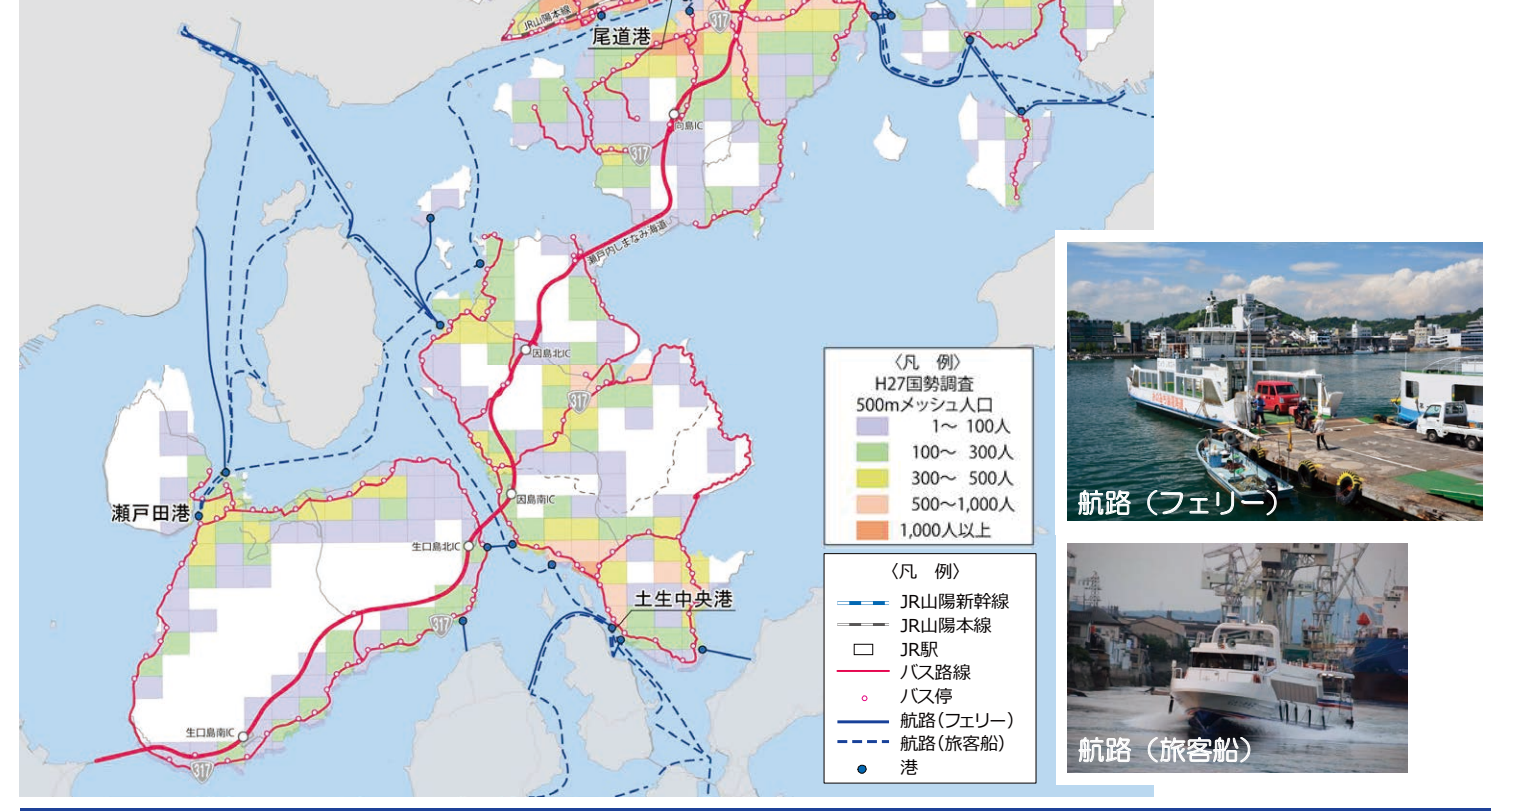 JR山陽本線
尾道港
317
向島IC
317
瀬戸内しまなみ海道
因島北IC
317
因島南IC
瀬戸田港
生口島北IC
土生中央港
317
生口島南IC
317
〈凡 例〉
H27国勢調査
500mメッシュ人口
1～ 100人
100～ 300人
300～ 500人
500～1,000人
1,000人以上
〈凡 例〉
JR山陽新幹線
JR山陽本線
JR駅
バス路線
バス停
航路(フェリー)
航路(旅客船)
港
航路（フェリー）
航路（旅客船）